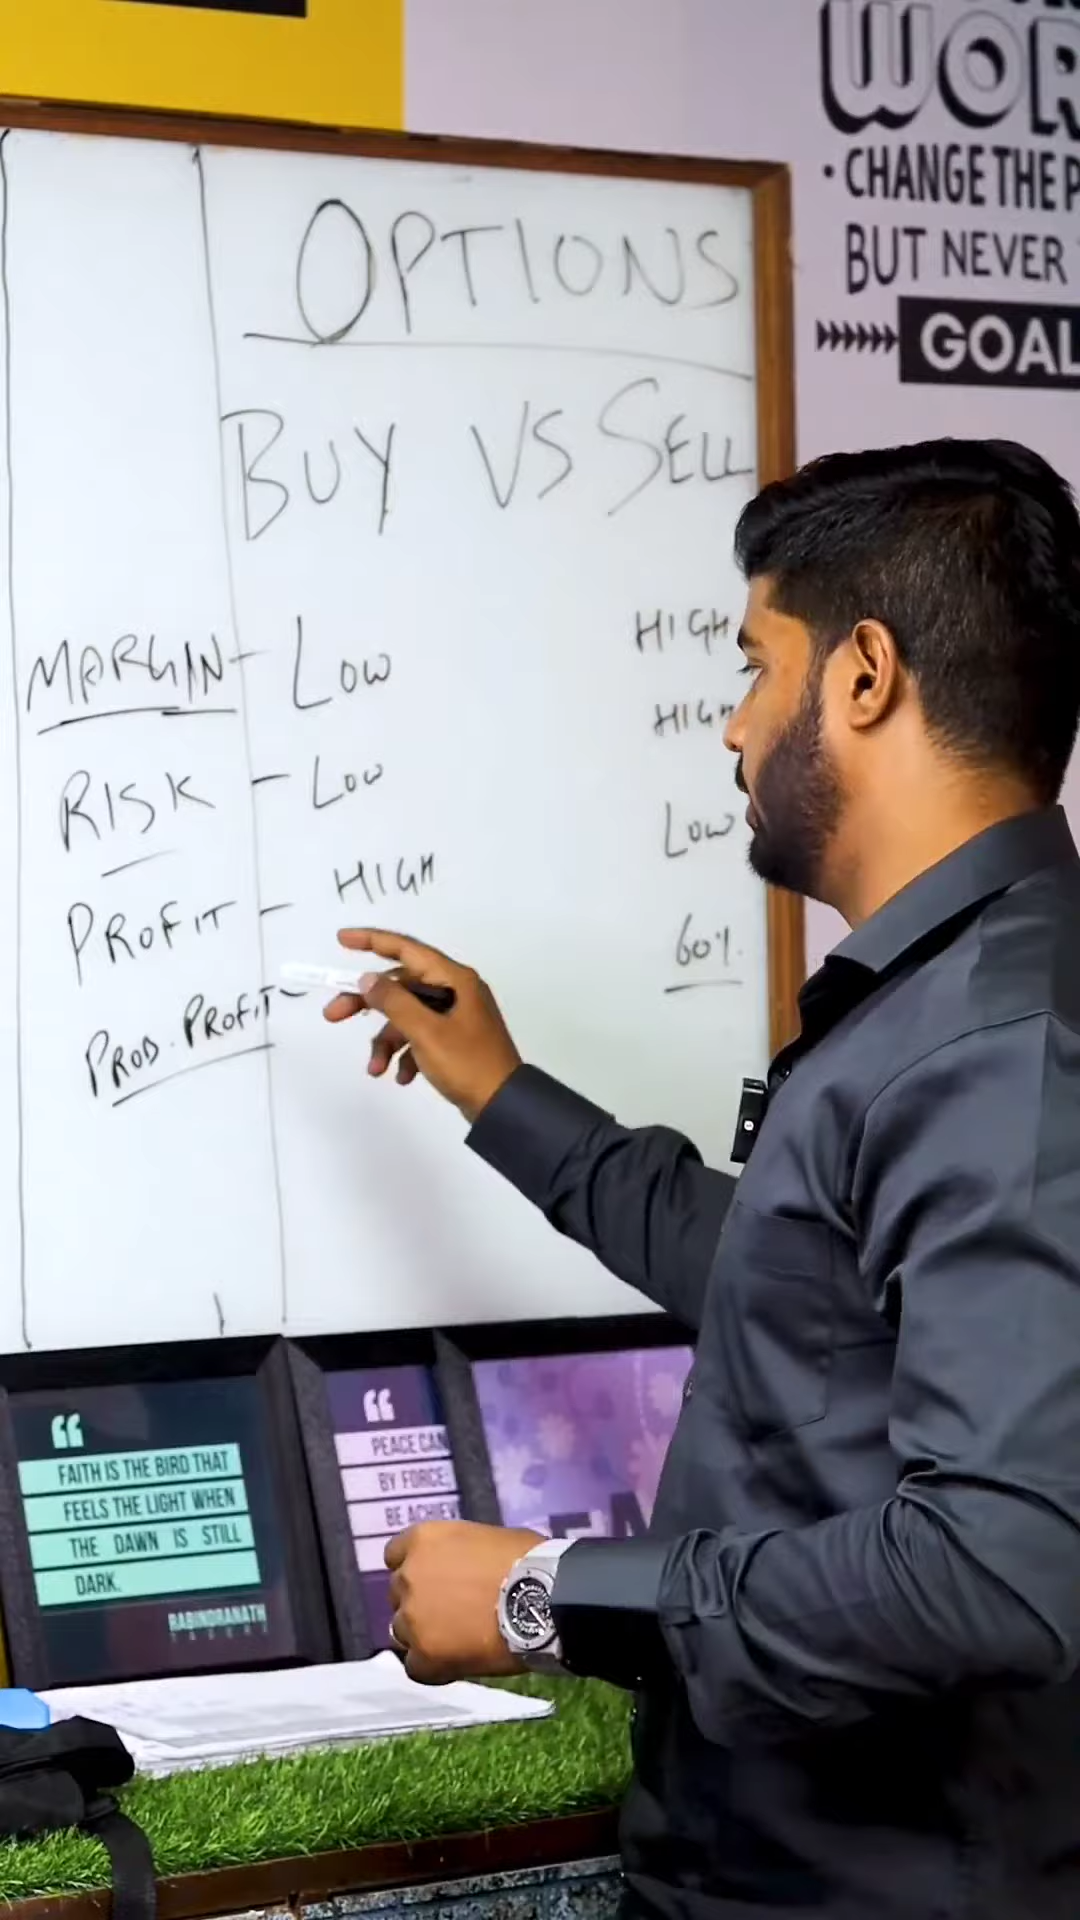 WOR
• CHANGE THE P
BUT NEVER
GOAL
OPTIONS
BUY VS SELL
MARGIN - LOW HIGH
RISK - LOW HIGH
PROFIT - HIGH LOW
PROB. PROFIT - 60%
“
FAITH IS THE BIRD THAT
FEELS THE LIGHT WHEN
THE DAWN IS STILL
DARK.
RABINDRANATH
TAGORE
“
PEACE CAN
BY FORCE;
BE ACHIEV